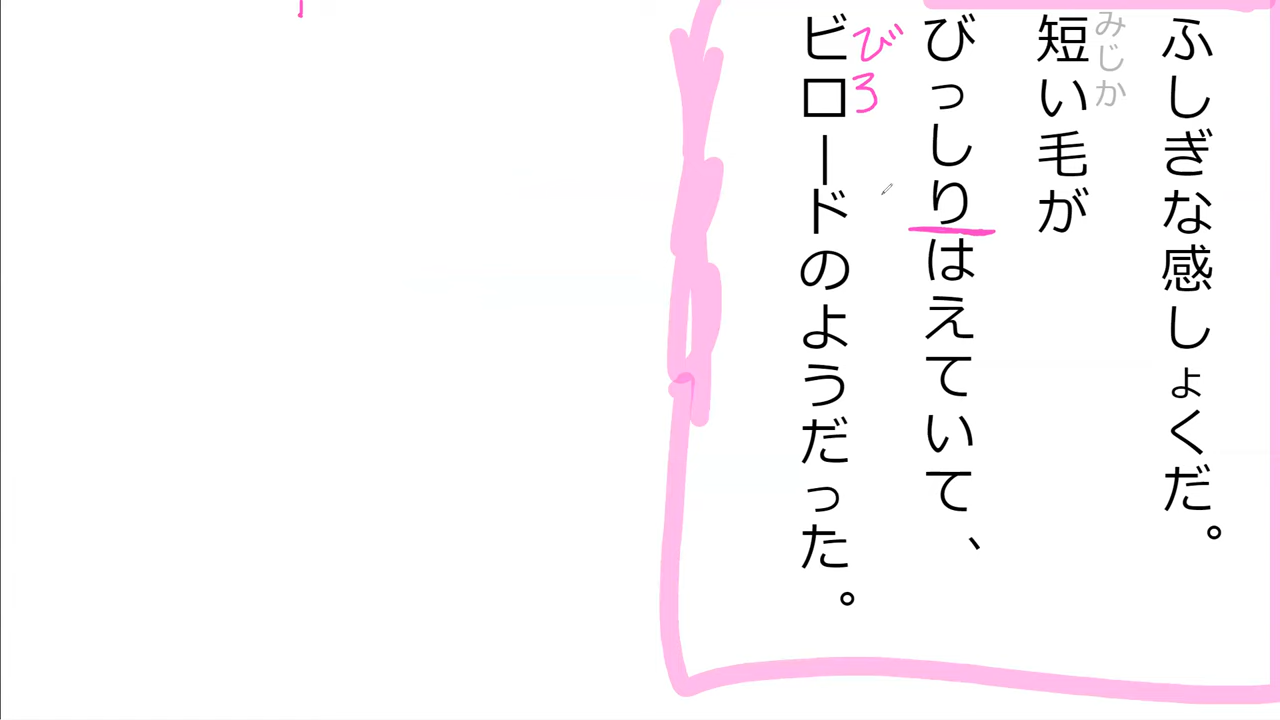 ふしぎな感しょくだ。
短い毛が
みじか
びっしりはえていて、
ビロードのようだった。
びろ